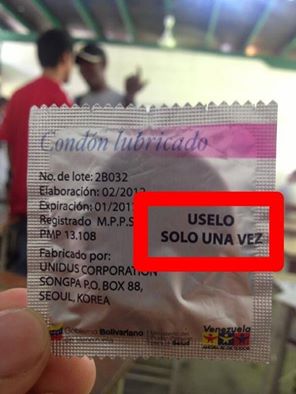 Condón lubricado
No. de lote: 2B032
Elaboración: 02/2012
Expiración: 01/2017
Registrado M.P.P.S
PMP 13.108
USELO
SOLO UNA VEZ
Fabricado por:
UNIDUS CORPORATION
SONGPA P.O. BOX 88,
SEOUL, KOREA
Gobierno Bolivariano
Venezuela